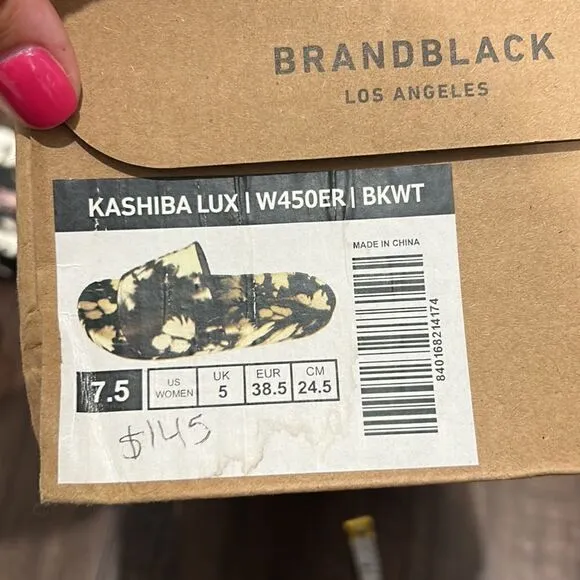 BRANDBLACK
LOS ANGELES
KASHIBA LUX | W450ER | BKWT
MADE IN CHINA
840168214174
7.5
US WOMEN
UK 5
EUR 38.5
CM 24.5
$145